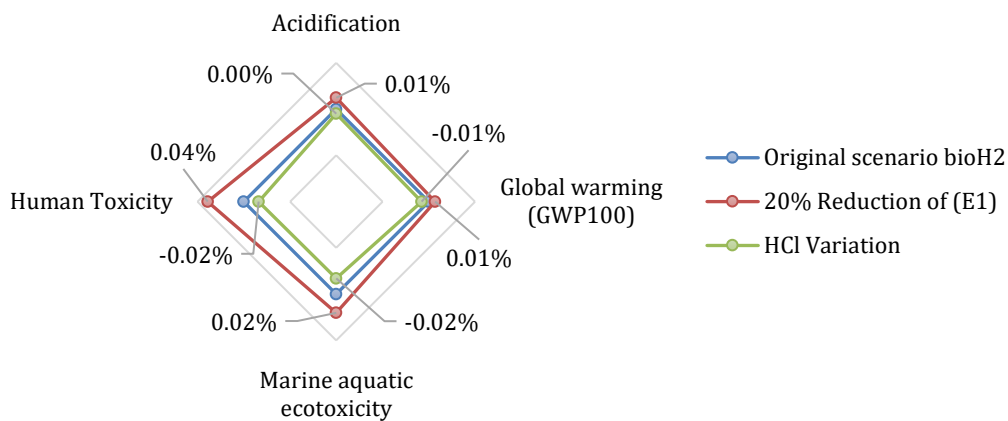 Acidification
0.00%
0.01%
-0.01%
0.04%
Human Toxicity
Global warming
(GWP100)
-0.02%
0.01%
0.02%
-0.02%
Marine aquatic
ecotoxicity
Original scenario bioH2
20% Reduction of (E1)
HCl Variation